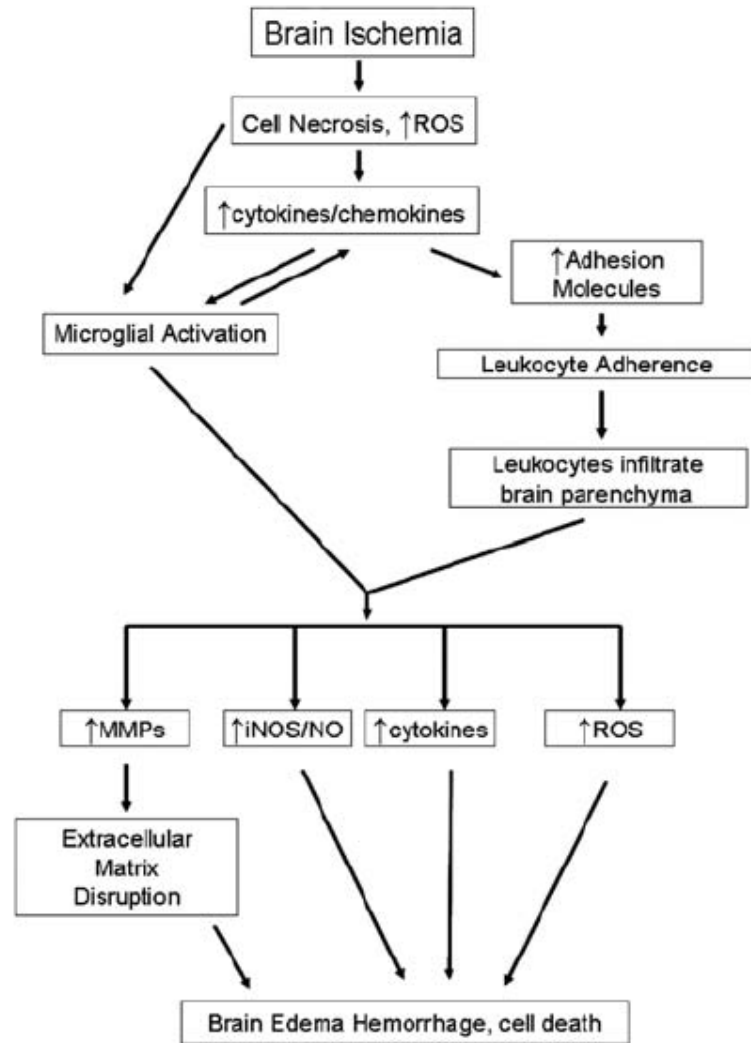 Brain Ischemia
Cell Necrosis, ↑ROS
↑cytokines/chemokines
↑Adhesion
Molecules
Microglial Activation
Leukocyte Adherence
Leukocytes infiltrate
brain parenchyma
↑MMPs
↑iNOS/NO
↑cytokines
↑ROS
Extracellular
Matrix
Disruption
Brain Edema Hemorrhage, cell death